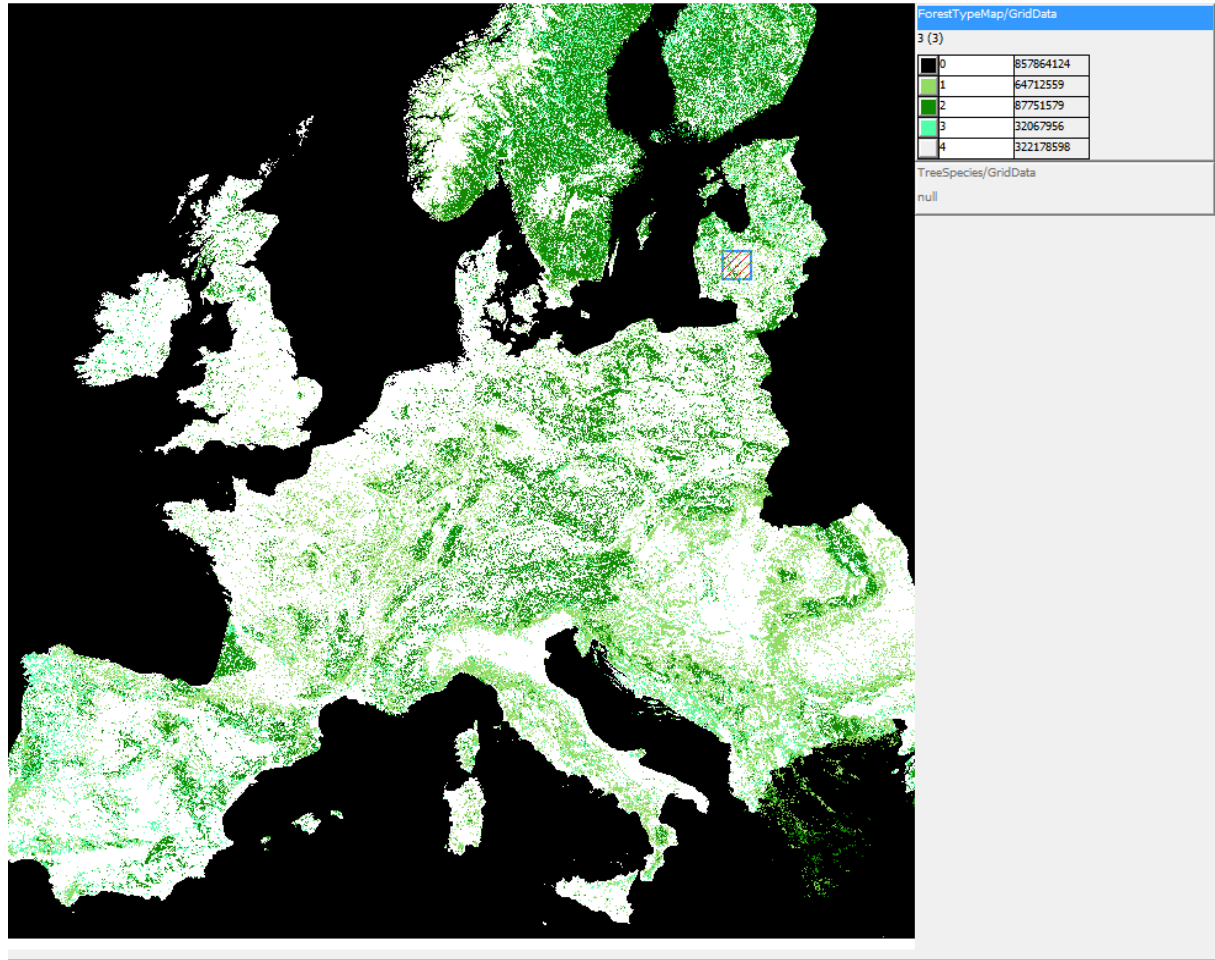 ForestTypeMap/GridData
3 (3)
0 857864124
1 64712559
2 87751579
3 32067956
4 322178598
TreeSpecies/GridData
null